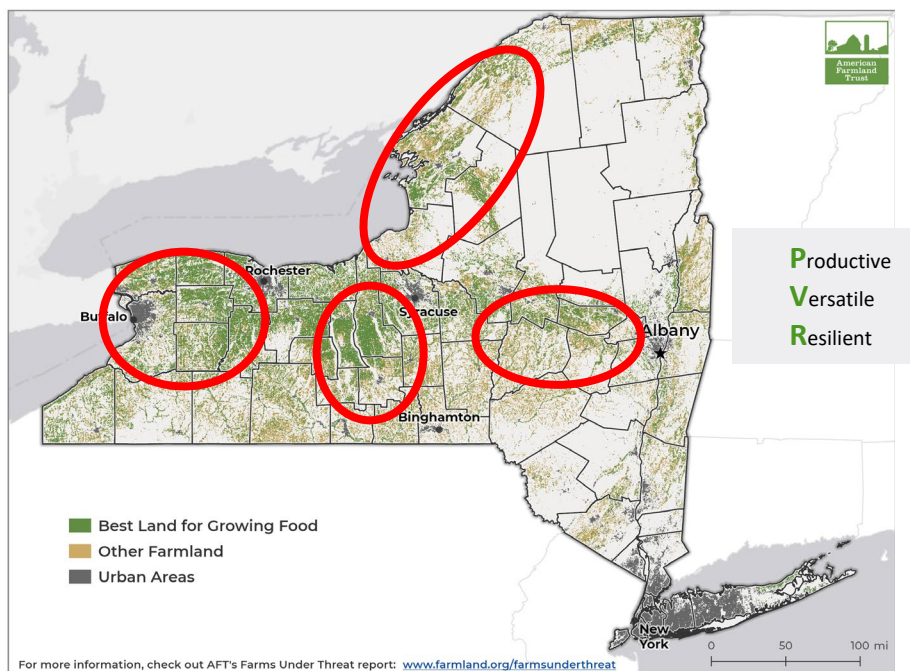 American
Farmland
Trust
Rochester
Buffalo
Syracuse
Albany
Binghamton
Productive
Versatile
Resilient
Best Land for Growing Food
Other Farmland
Urban Areas
New
York
0 50 100 mi
For more information, check out AFT's Farms Under Threat report: www.farmland.org/farmsunderthreat